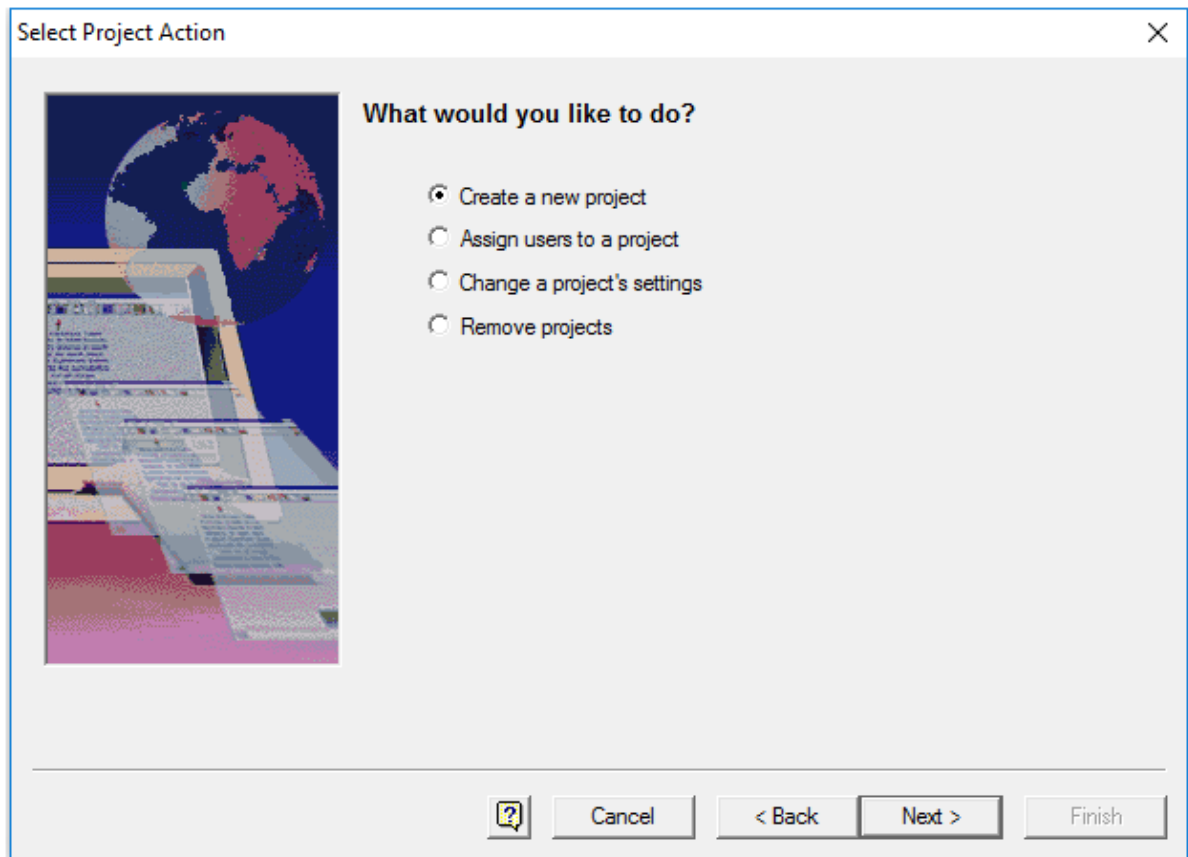 Select Project Action
What would you like to do?
Create a new project
Assign users to a project
Change a project's settings
Remove projects
Cancel
< Back
Next >
Finish